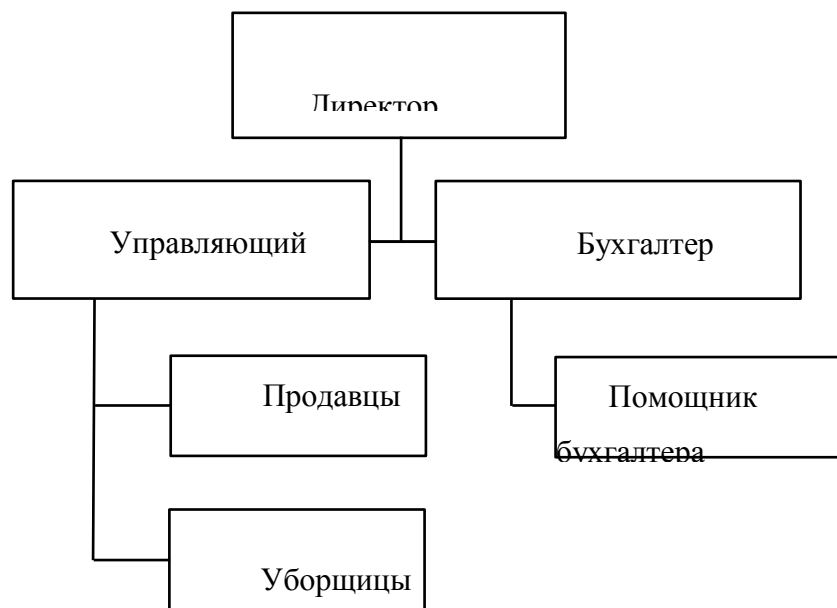 Директор
Управляющий
Бухгалтер
Продавцы
Помощник
бухгалтера
Уборщицы